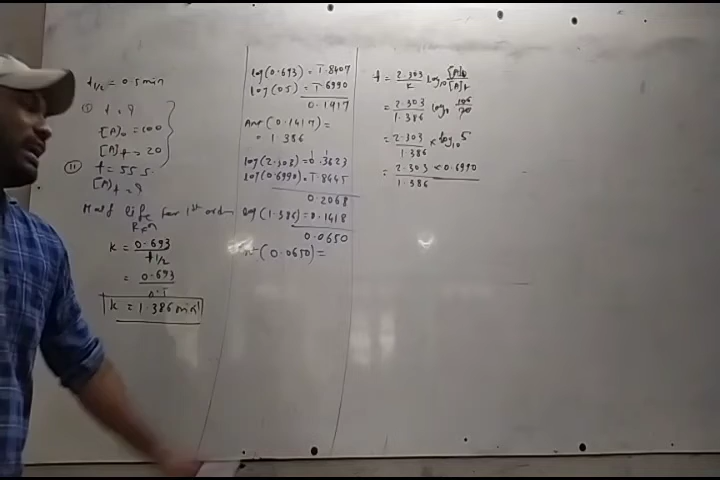 t1/2 = 0.5 min
(i) t = ?
[A]0 = 100
[A]t = 20
(ii) t = 55 s
[A]t = ?
Half life for 1st order
Rxn
K = 0.693 / t1/2
= 0.693 / 0.5
K = 1.386 min-1
log(0.693) = 1̄.8407
log(0.5) = 1̄.6990
0.1417
Ant(0.1417) =
= 1.386
log(2.303) = 0.3623
log(0.6990) = 1̄.8445
0.2068
log(1.386) = 0.1418
0.0650
(0.0650) =
t = 2.303 / K log10 [A]0 / [A]t
= 2.303 / 1.386 log10 100 / 20
= 2.303 / 1.386 × log10 5
= 2.303 × 0.6990 / 1.386